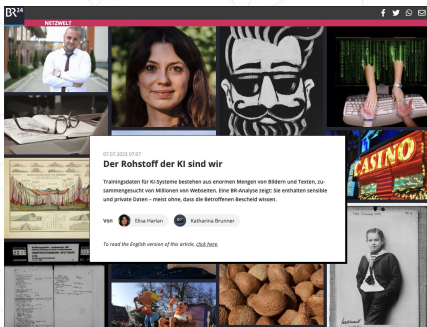 BR24
NETZWELT
CASINO
07.07.2023 07:07
Der Rohstoff der KI sind wir
Trainingsdaten für KI-Systeme bestehen aus enormen Mengen von Bildern und Texten, zu-
sammengesucht von Millionen von Webseiten. Eine BR-Analyse zeigt: Sie enthalten sensible
und private Daten – meist ohne, dass die Betroffenen Bescheid wissen.
Von Elisa Harlan Katharina Brunner
To read the English version of this article, click here.